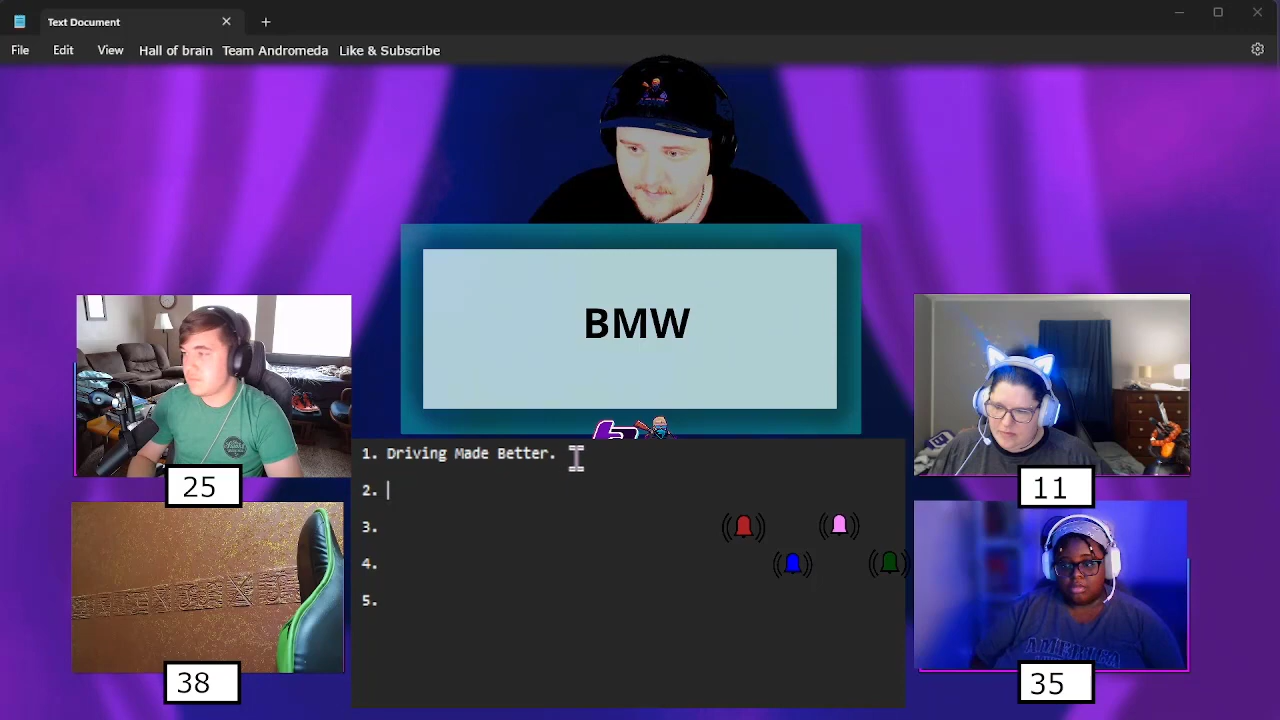 Text Document
File Edit View Hall of brain Team Andromeda Like & Subscribe
BMW
1. Driving Made Better.
2.
3.
4.
5.
25
11
38
35